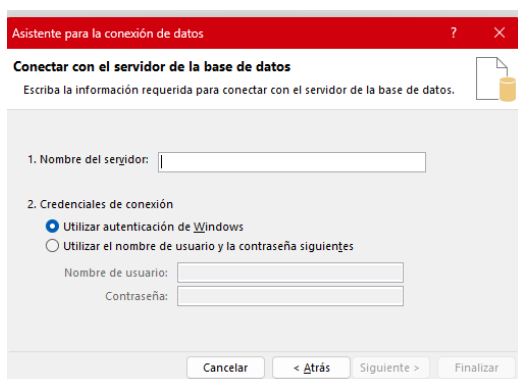 Asistente para la conexión de datos ? ×
Conectar con el servidor de la base de datos
Escriba la información requerida para conectar con el servidor de la base de datos.
1. Nombre del servidor:
2. Credenciales de conexión
Utilizar autenticación de Windows
Utilizar el nombre de usuario y la contraseña siguientes
Nombre de usuario:
Contraseña:
Cancelar < Atrás Siguiente > Finalizar